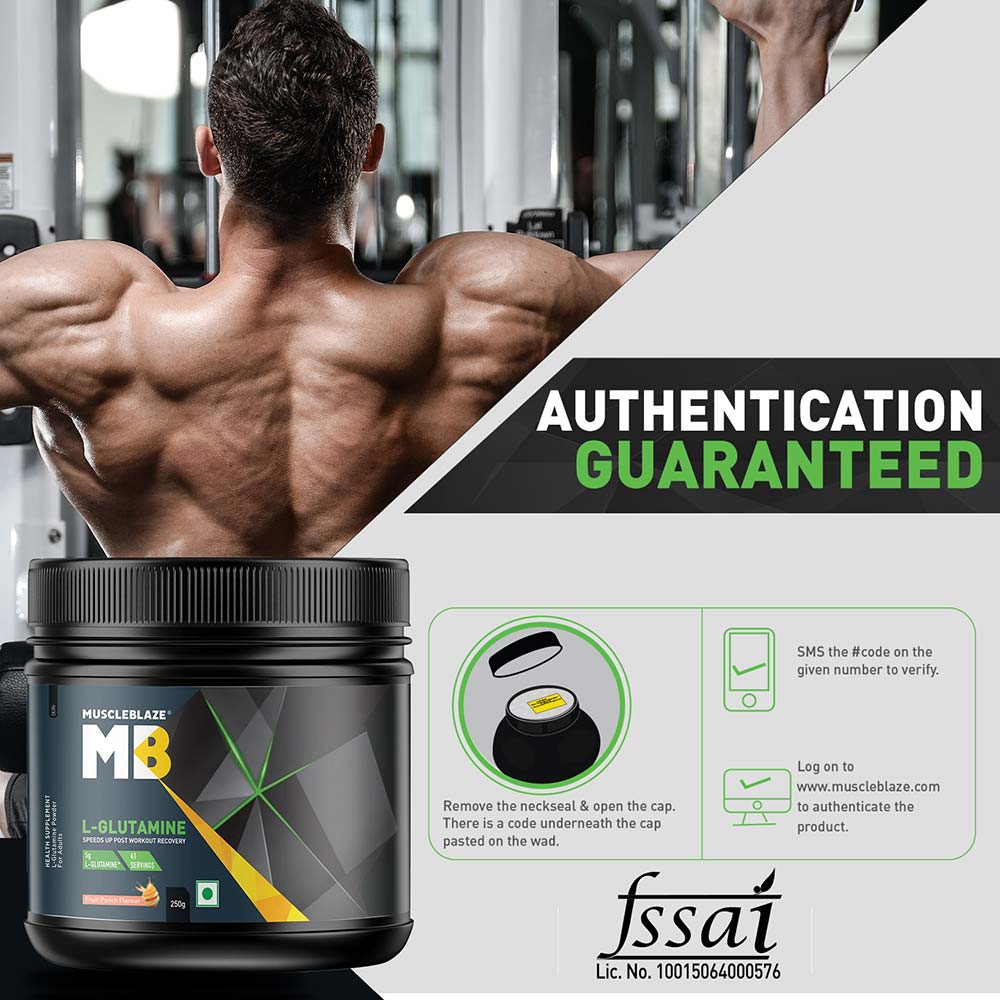 AUTHENTICATION
GUARANTEED
MUSCLEBLAZE®
MB
L-GLUTAMINE
SPEEDS UP POST WORKOUT RECOVERY
5g
L-GLUTAMINE*
41
SERVINGS
Fruit Punch Flavour
250g
HEALTH SUPPLEMENT
L-Glutamine Powder
For Adults
Remove the neckseal & open the cap.
There is a code underneath the cap
pasted on the wad.
SMS the #code on the
given number to verify.
Log on to
www.muscleblaze.com
to authenticate the
product.
fssai
Lic. No. 10015064000576